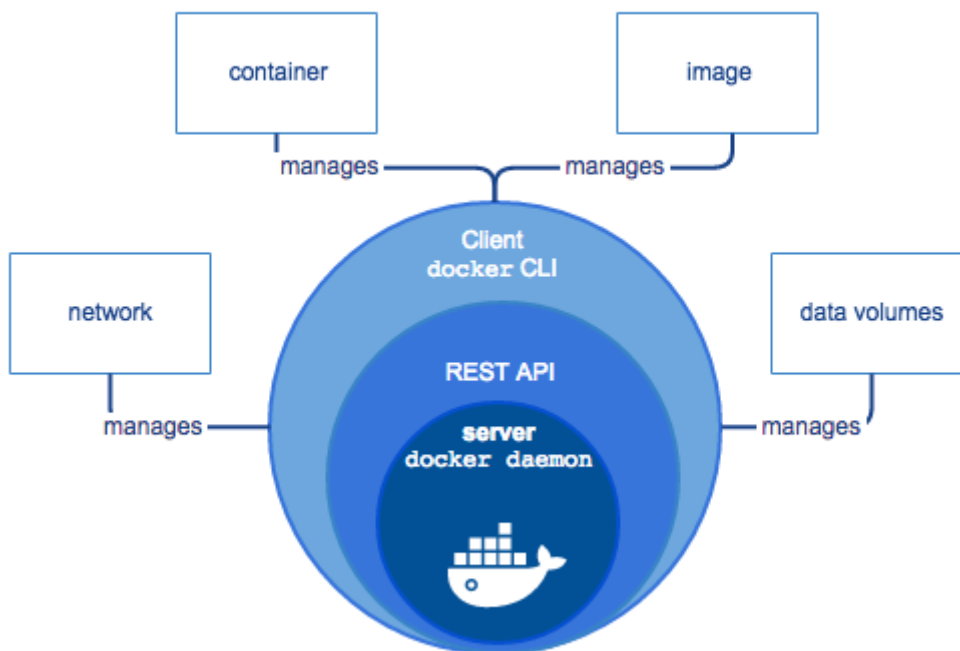 container
image
manages
manages
Client
docker CLI
network
data volumes
REST API
manages
manages
server
docker daemon